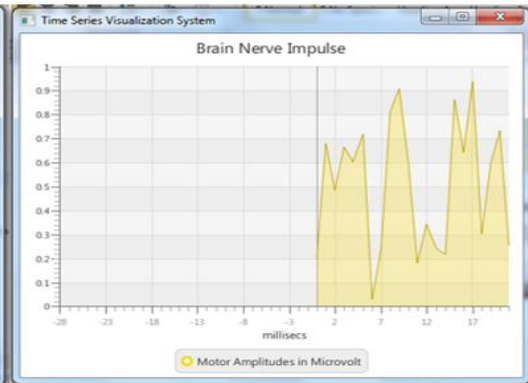 Time Series Visualization System
Brain Nerve Impulse
1
0.9
0.8
0.7
0.6
0.5
0.4
0.3
0.2
0.1
0
-28 -23 -18 -13 -8 -3 2 7 12 17
millisecs
Motor Amplitudes in Microvolt